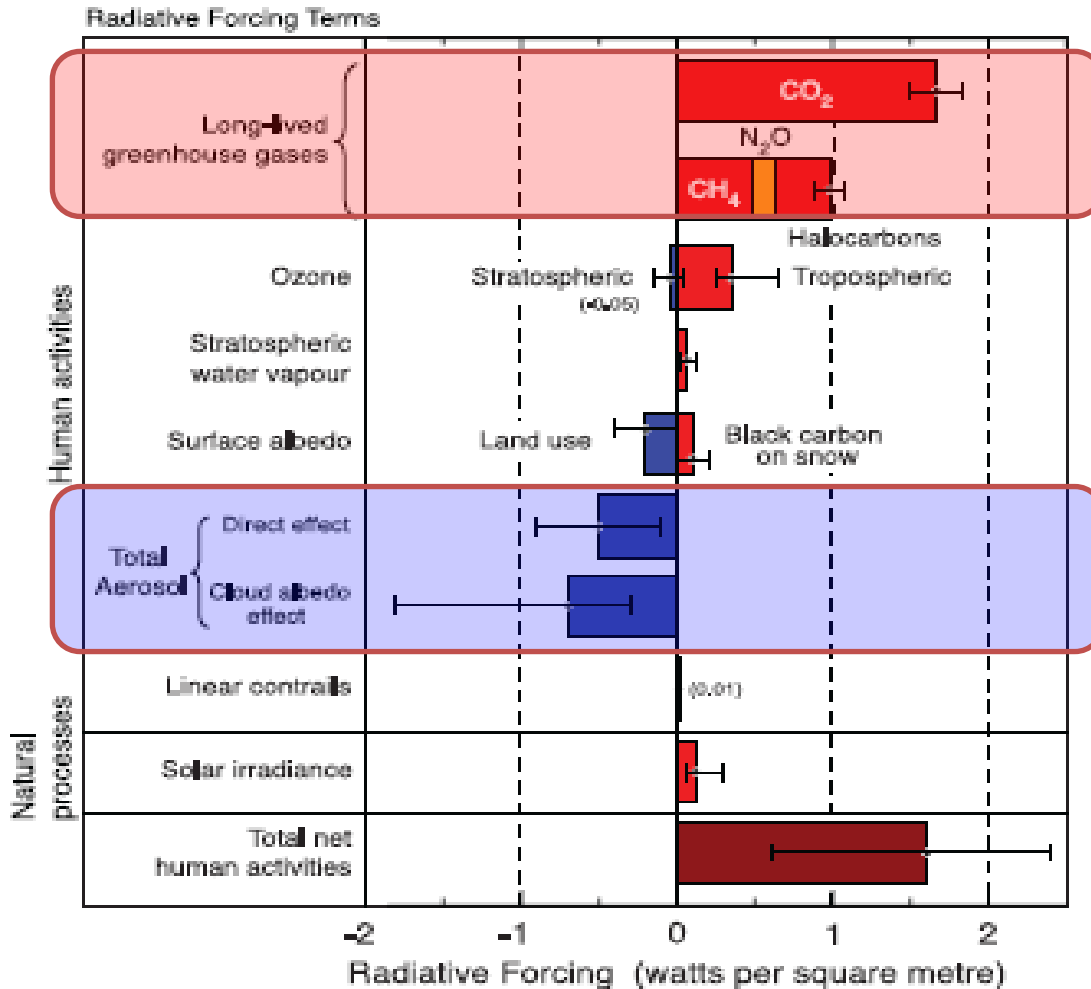 Radiative Forcing Terms
CO₂
Long-lived
greenhouse gases
N₂O
CH₄
Halocarbons
Ozone
Stratospheric
(-0.05)
Tropospheric
Stratospheric
water vapour
Human activities
Surface albedo
Land use
Black carbon
on snow
Direct effect
Total
Aerosol
Cloud albedo
effect
Linear contrails
(0.01)
Natural
processes
Solar irradiance
Total net
human activities
-2 -1 0 1 2
Radiative Forcing (watts per square metre)